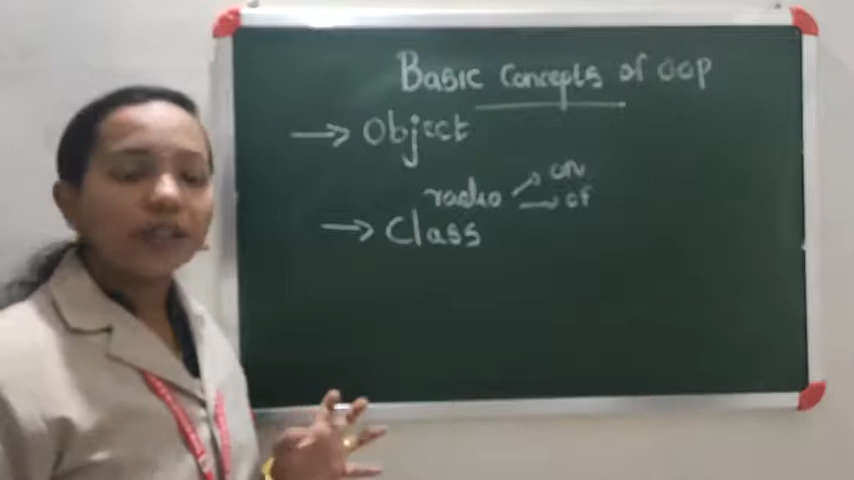 Basic Concepts of OOP
→ Object
radio → on
→ of
→ Class